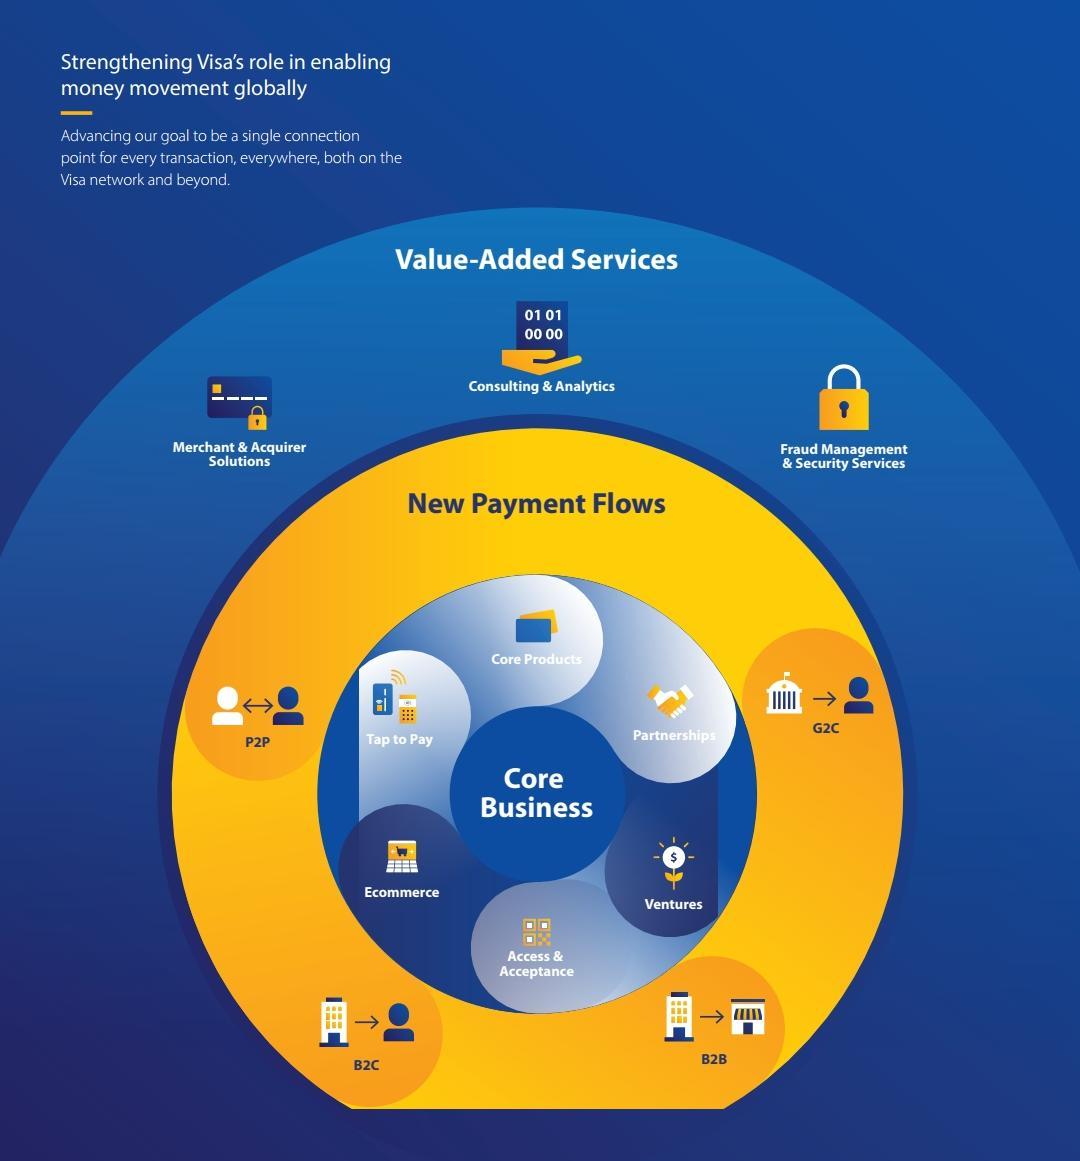 Strengthening Visa's role in enabling
money movement globally
Advancing our goal to be a single connection
point for every transaction, everywhere, both on the
Visa network and beyond.
Value-Added Services
01 01
00 00
Consulting & Analytics
Merchant & Acquirer
Solutions
Fraud Management
& Security Services
New Payment Flows
Core Products
Tap to Pay
Partnerships
P2P
G2C
Core
Business
Ecommerce
$
Ventures
Access &
Acceptance
B2C
B2B